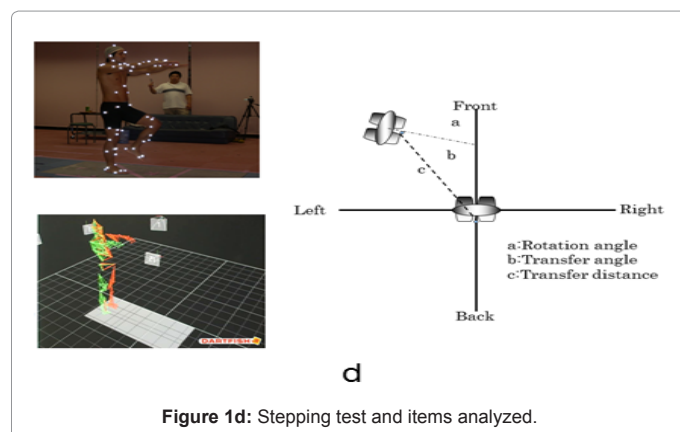 Front
a
b
c
Left
Right
a:Rotation angle
b:Transfer angle
c:Transfer distance
Back
DARTFISH
d
Figure 1d: Stepping test and items analyzed.